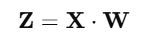 Z = X · W